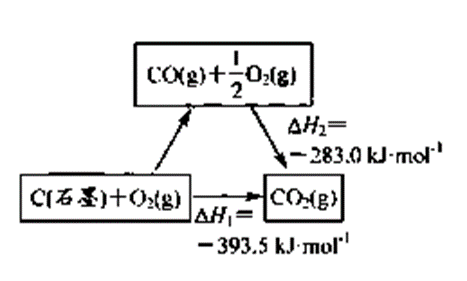 CO(g)+1/2O₂(g)
ΔH₂=
−283.0 kJ·mol⁻¹
C(石墨)+O₂(g)
CO₂(g)
ΔH₁=
−393.5 kJ·mol⁻¹